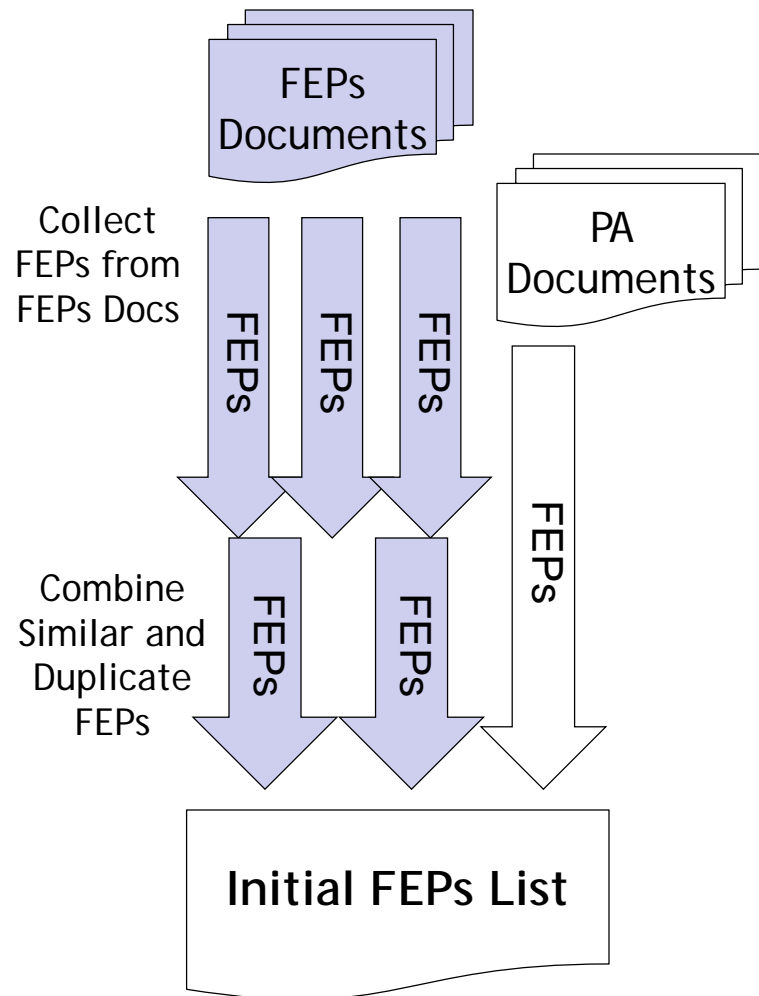 FEPs
Documents
PA
Documents
Collect
FEPs from
FEPs Docs
FEPs
FEPs
FEPs
FEPs
Combine
Similar and
Duplicate
FEPs
FEPs
FEPs
Initial FEPs List